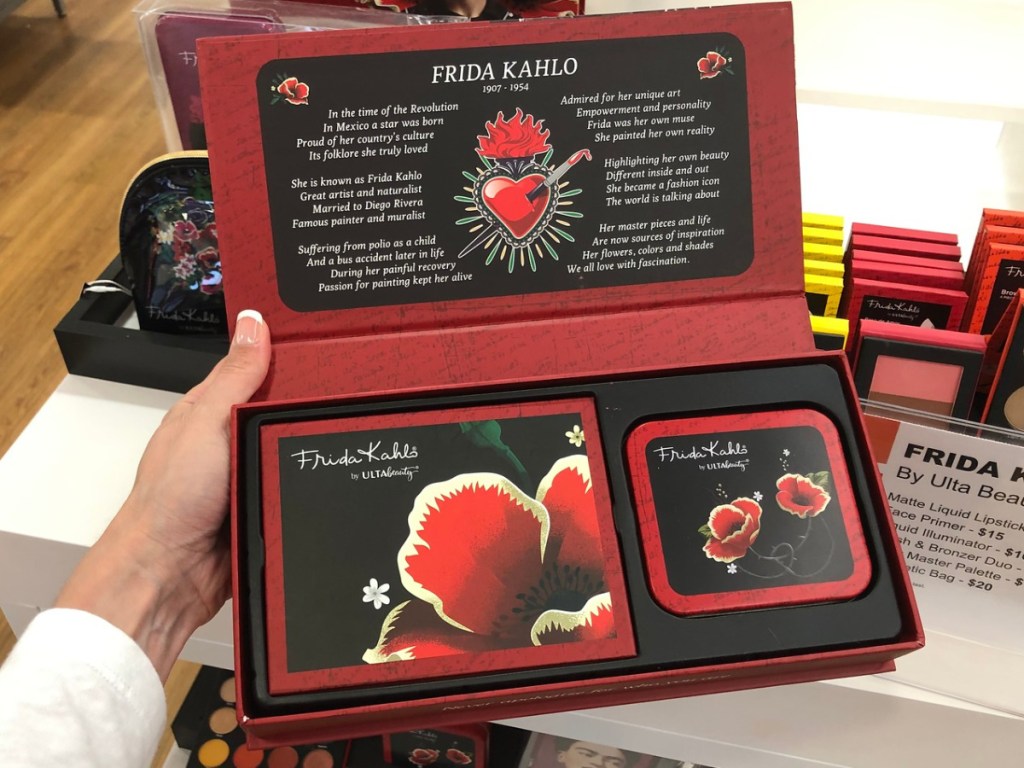 FRIDA KAHLO
1907 - 1954
In the time of the Revolution
In Mexico a star was born
Proud of her country's culture
Its folklore she truly loved
She is known as Frida Kahlo
Great artist and naturalist
Married to Diego Rivera
Famous painter and muralist
Suffering from polio as a child
And a bus accident later in life
During her painful recovery
Passion for painting kept her alive
Admired for her unique art
Empowerment and personality
Frida was her own muse
She painted her own reality
Highlighting her own beauty
Different inside and out
She became a fashion icon
The world is talking about
Her master pieces and life
Are now sources of inspiration
Her flowers, colors and shades
We all love with fascination.
Frida Kahlo
by ULTA beauty
Frida Kahlo
by ULTA beauty
Frida Kahlo
Frida Kahlo
FRIDA K
By Ulta Beau
Matte Liquid Lipstick
Face Primer - $15
quid Illuminator - $1
sh & Bronzer Duo -
Master Palette - $
tic Bag - $20